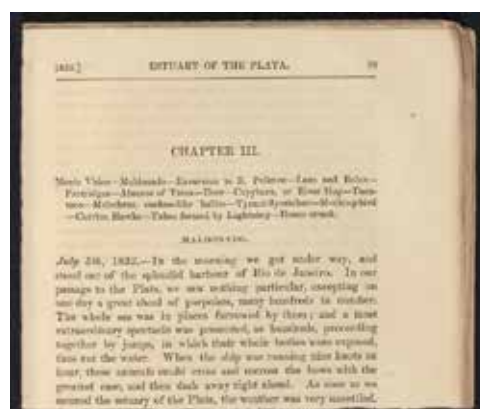 1832.] ESTUARY OF THE PLATA. 39
CHAPTER III.
Monte Video—Maldonado—Excursion to R. Polanco—Lazo and Bolas—
Partridges—Absence of Trees—Deer—Capybara, or River Hog—Tucu-
tuco—Molothrus, cuckoo-like habits—Tyrant-flycatcher—Mocking-bird
—Carrion Hawks—Tubes formed by Lightning—House struck.
MALDONADO.
July 5th, 1832.—In the morning we got under way, and
stood out of the splendid harbour of Rio de Janeiro. In our
passage to the Plata, we saw nothing particular, excepting on
one day a great shoal of porpoises, many hundreds in number.
The whole sea was in places furrowed by them; and a most
extraordinary spectacle was presented, as hundreds, proceeding
together by jumps, in which their whole bodies were exposed,
thus cut the water. When the ship was running nine knots an
hour, these animals could cross and recross the bows with the
greatest ease, and then dash away right ahead. As soon as we
entered the estuary of the Plata, the weather was very unsettled.